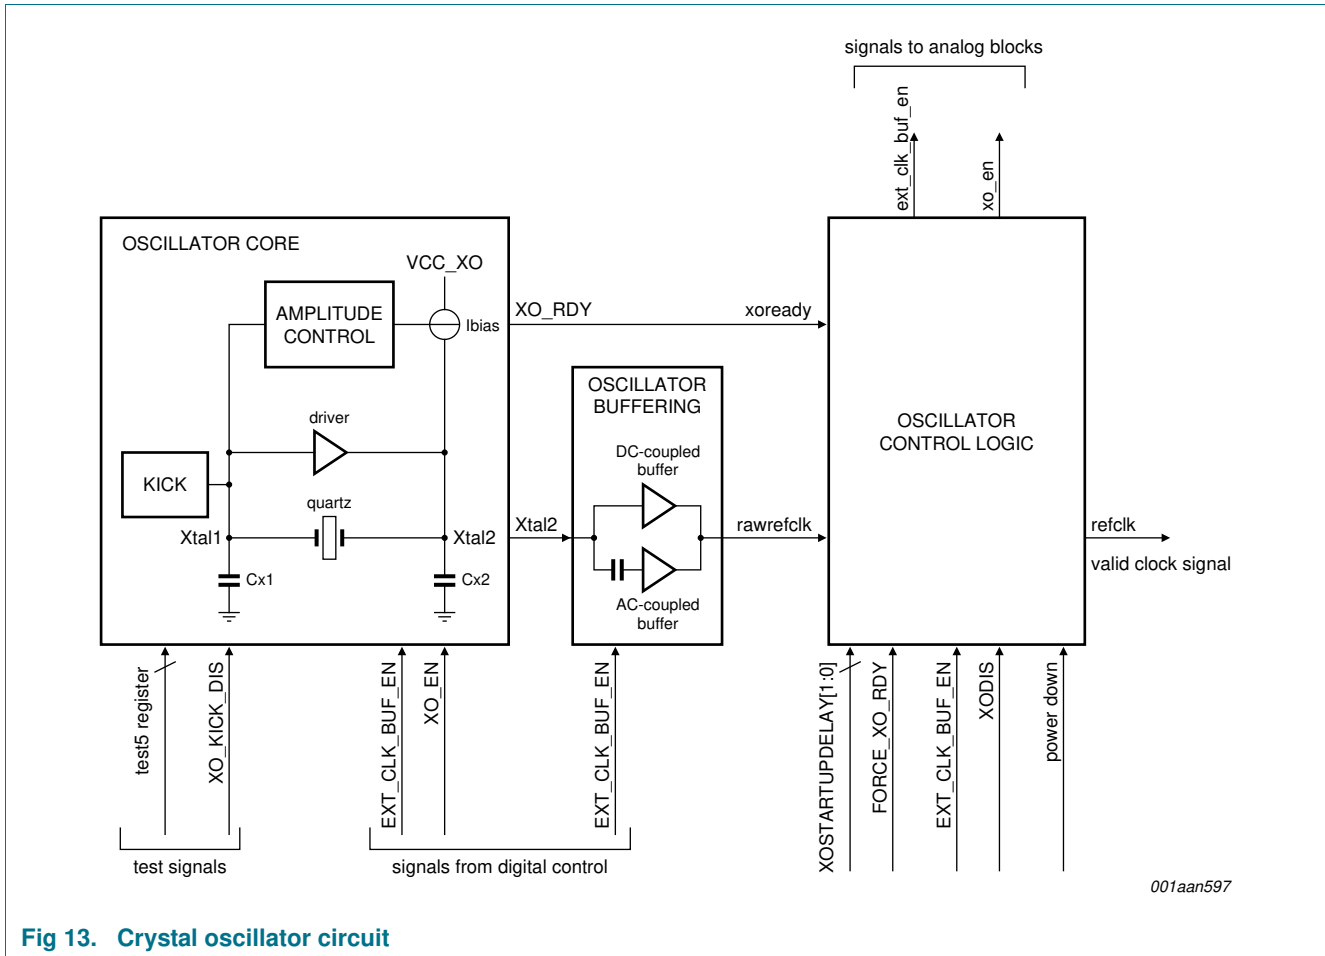 signals to analog blocks
ext_clk_buf_en
xo_en
OSCILLATOR CORE
VCC_XO
AMPLITUDE
CONTROL
Ibias
XO_RDY
xoready
driver
KICK
quartz
Xtal1
Xtal2
Cx1
Cx2
Xtal2
OSCILLATOR
BUFFERING
DC-coupled
buffer
AC-coupled
buffer
rawrefclk
OSCILLATOR
CONTROL LOGIC
refclk
valid clock signal
test5 register
XO_KICK_DIS
EXT_CLK_BUF_EN
XO_EN
EXT_CLK_BUF_EN
XOSTARTUPDELAY[1:0]
FORCE_XO_RDY
EXT_CLK_BUF_EN
XODIS
power down
test signals
signals from digital control
001aan597
Fig 13. Crystal oscillator circuit